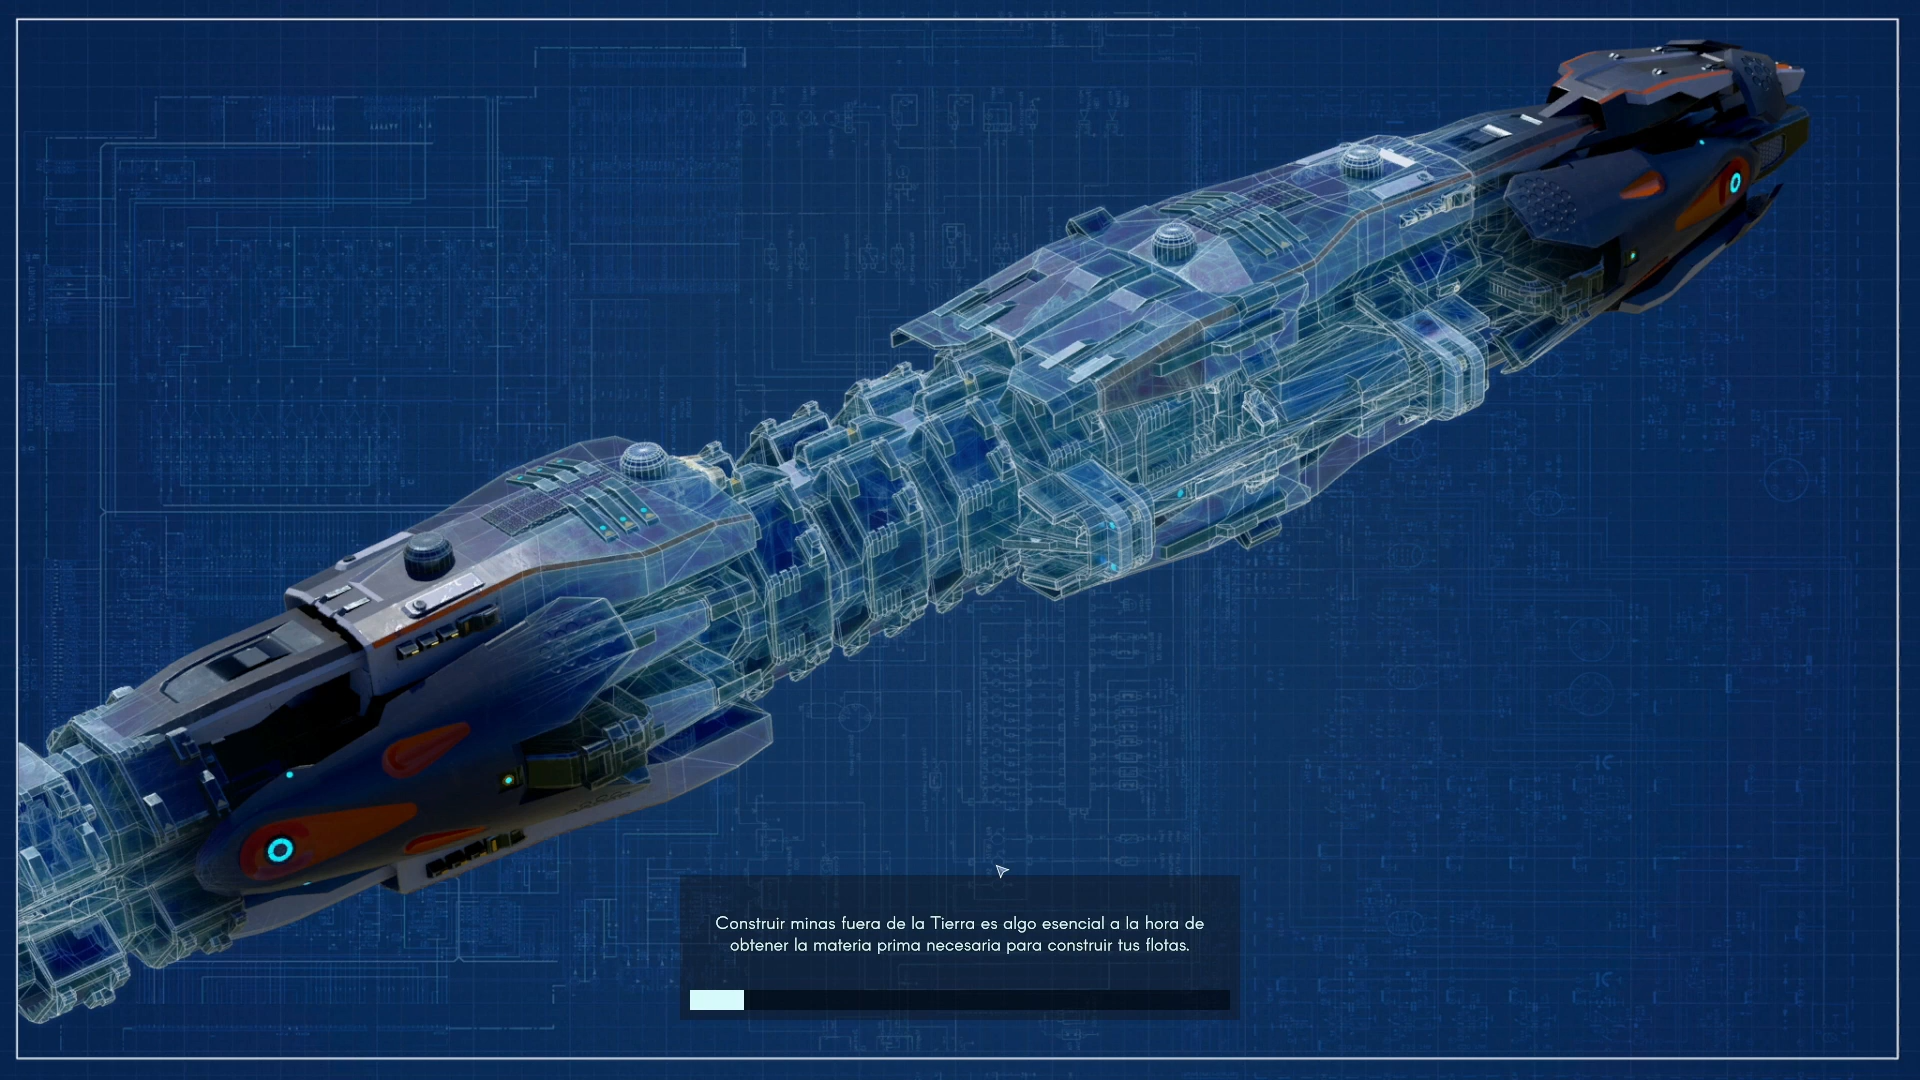 Construir minas fuera de la Tierra es algo esencial a la hora de
obtener la materia prima necesaria para construir tus flotas.